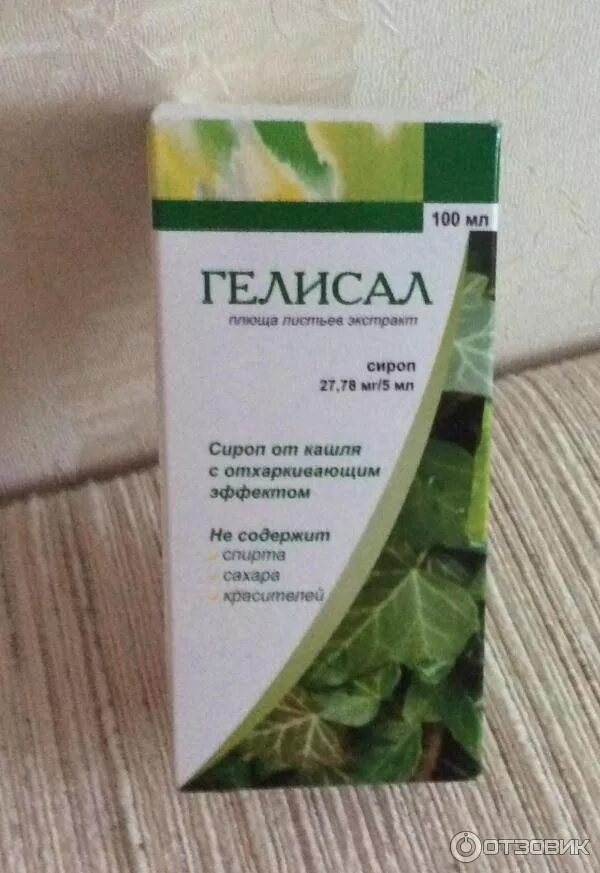 100 мл
ГЕЛИСАЛ
плюща листьев экстракт
сироп
27,78 мг/5 мл
Сироп от кашля
с отхаркивающим
эффектом
Не содержит
спирта
сахара
красителей
ОТЗОВИК